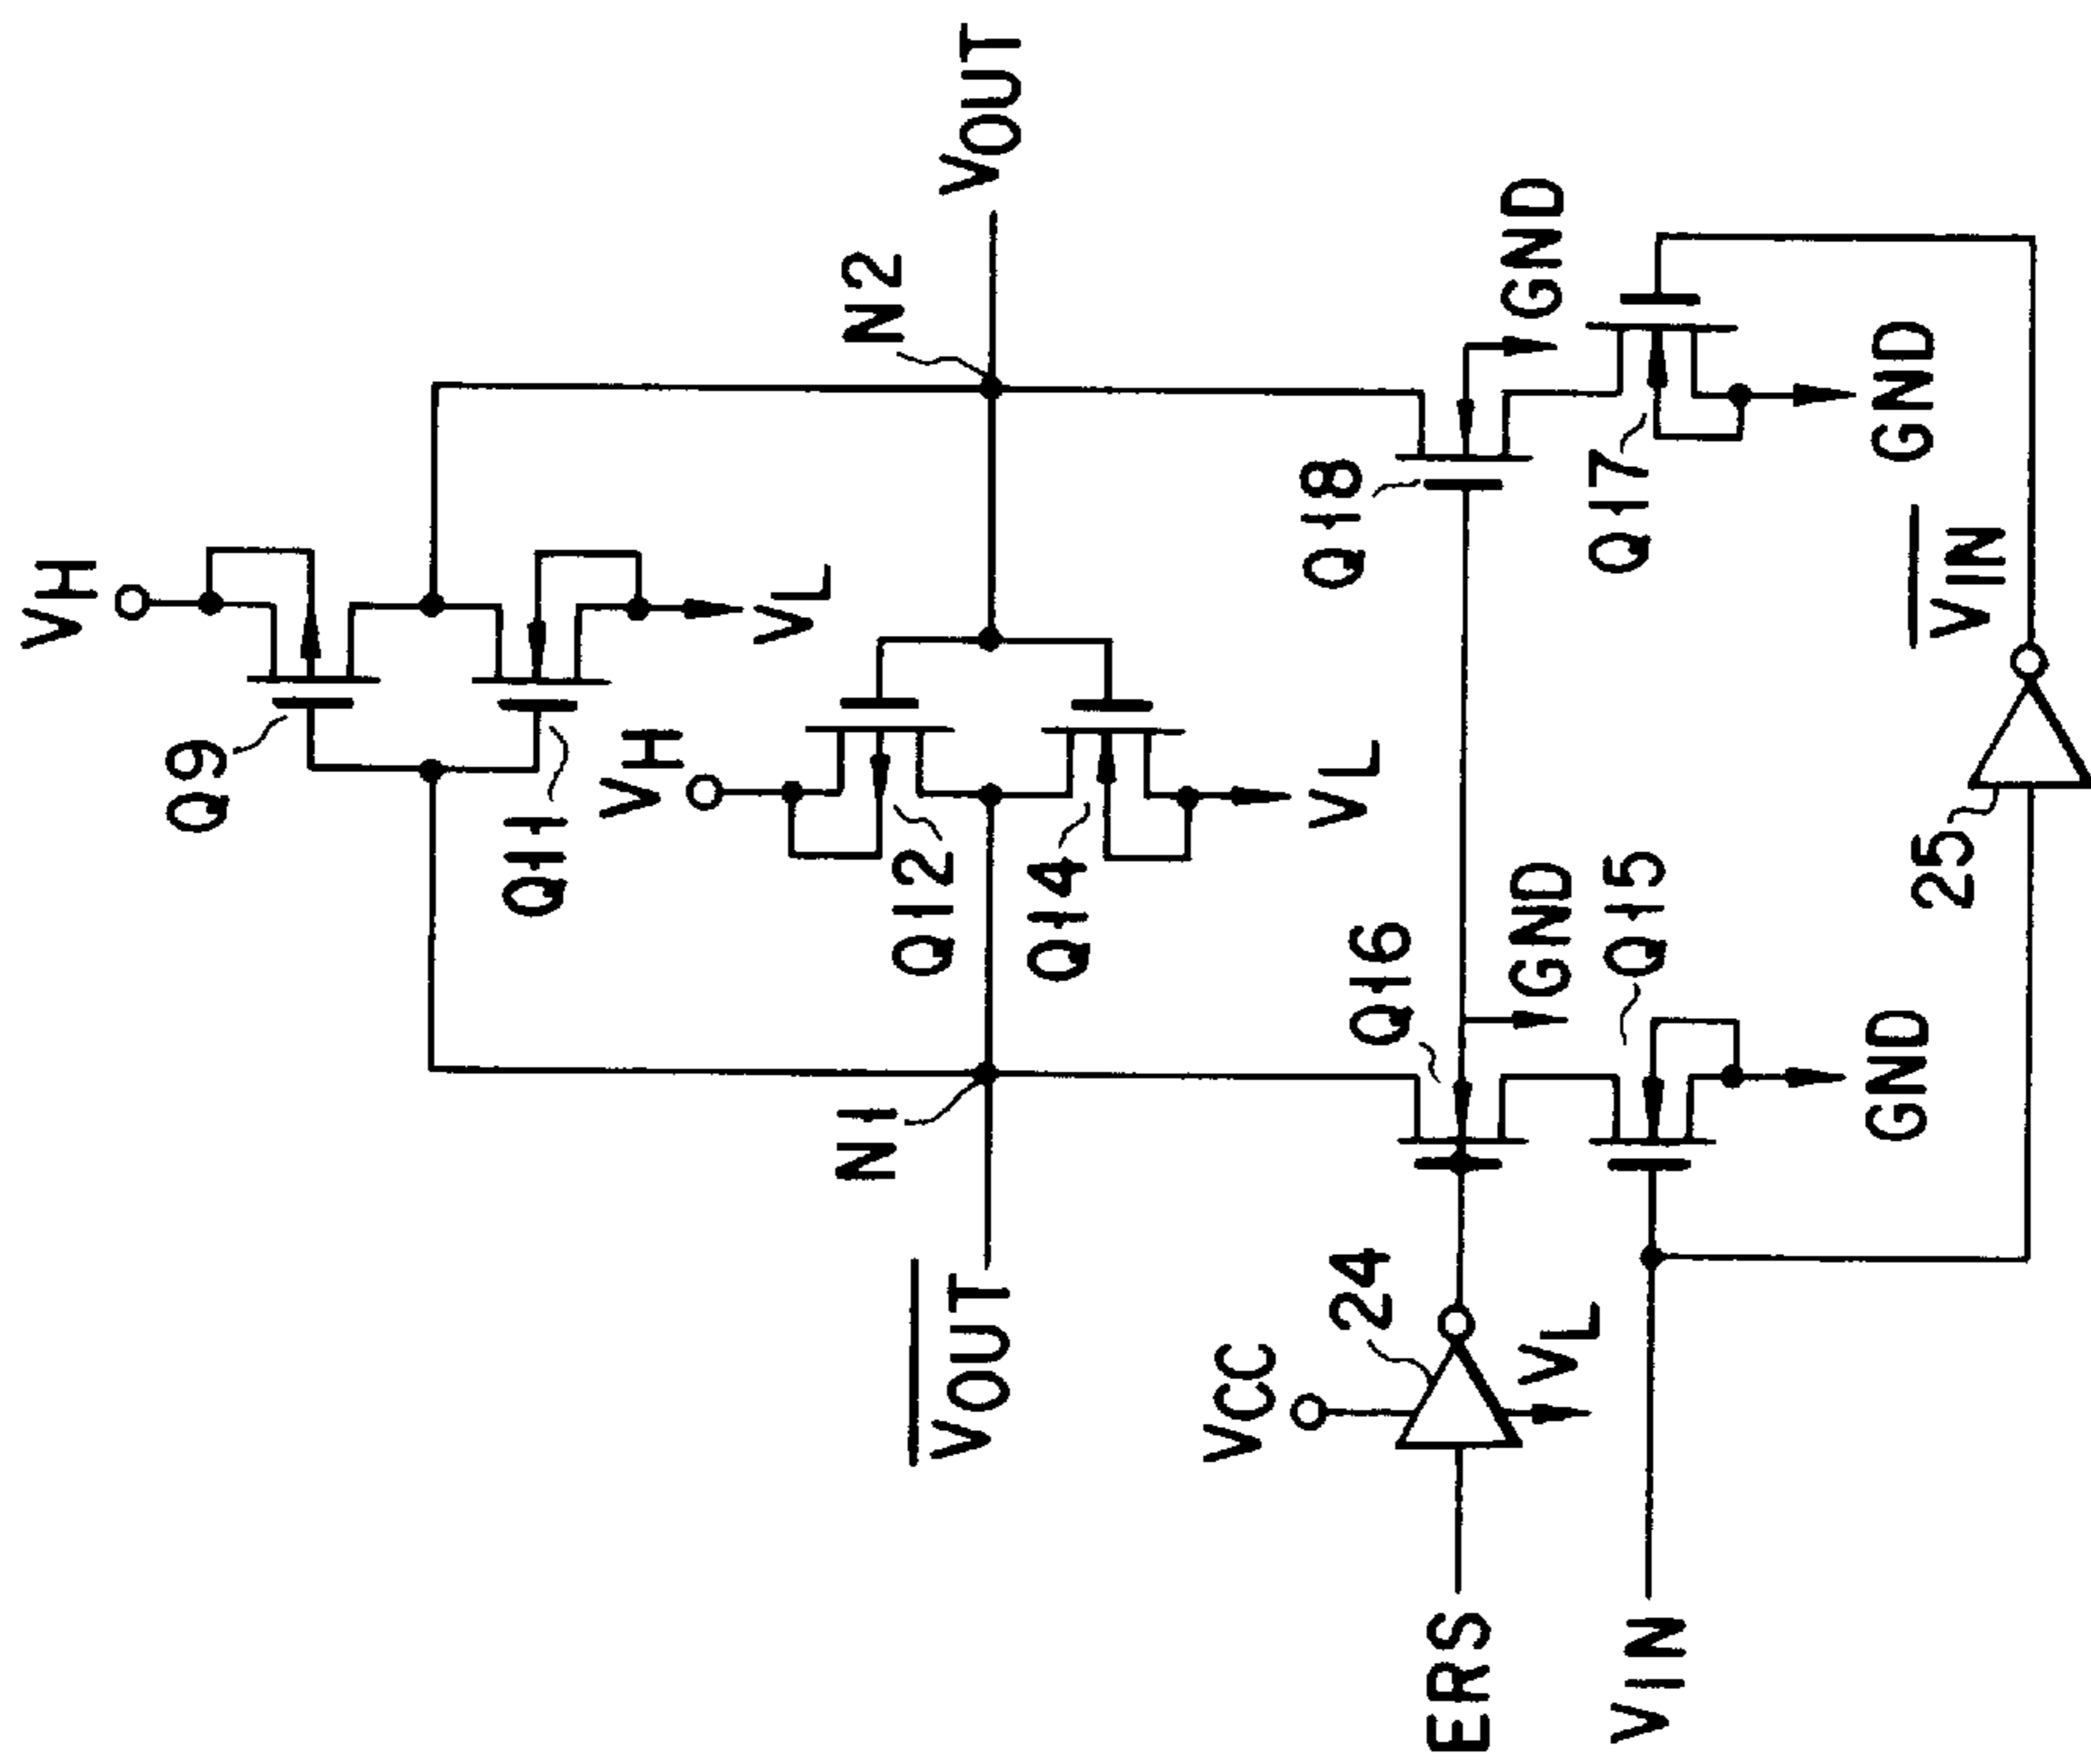 VH
Q9
Q11
VL
VH
Q12
Q14
VL
N1
N2
VOUT
VOUT
VCC
24
VL
ERS
Q16
GND
Q18
GND
VIN
Q15
GND
Q17
GND
25
VIN